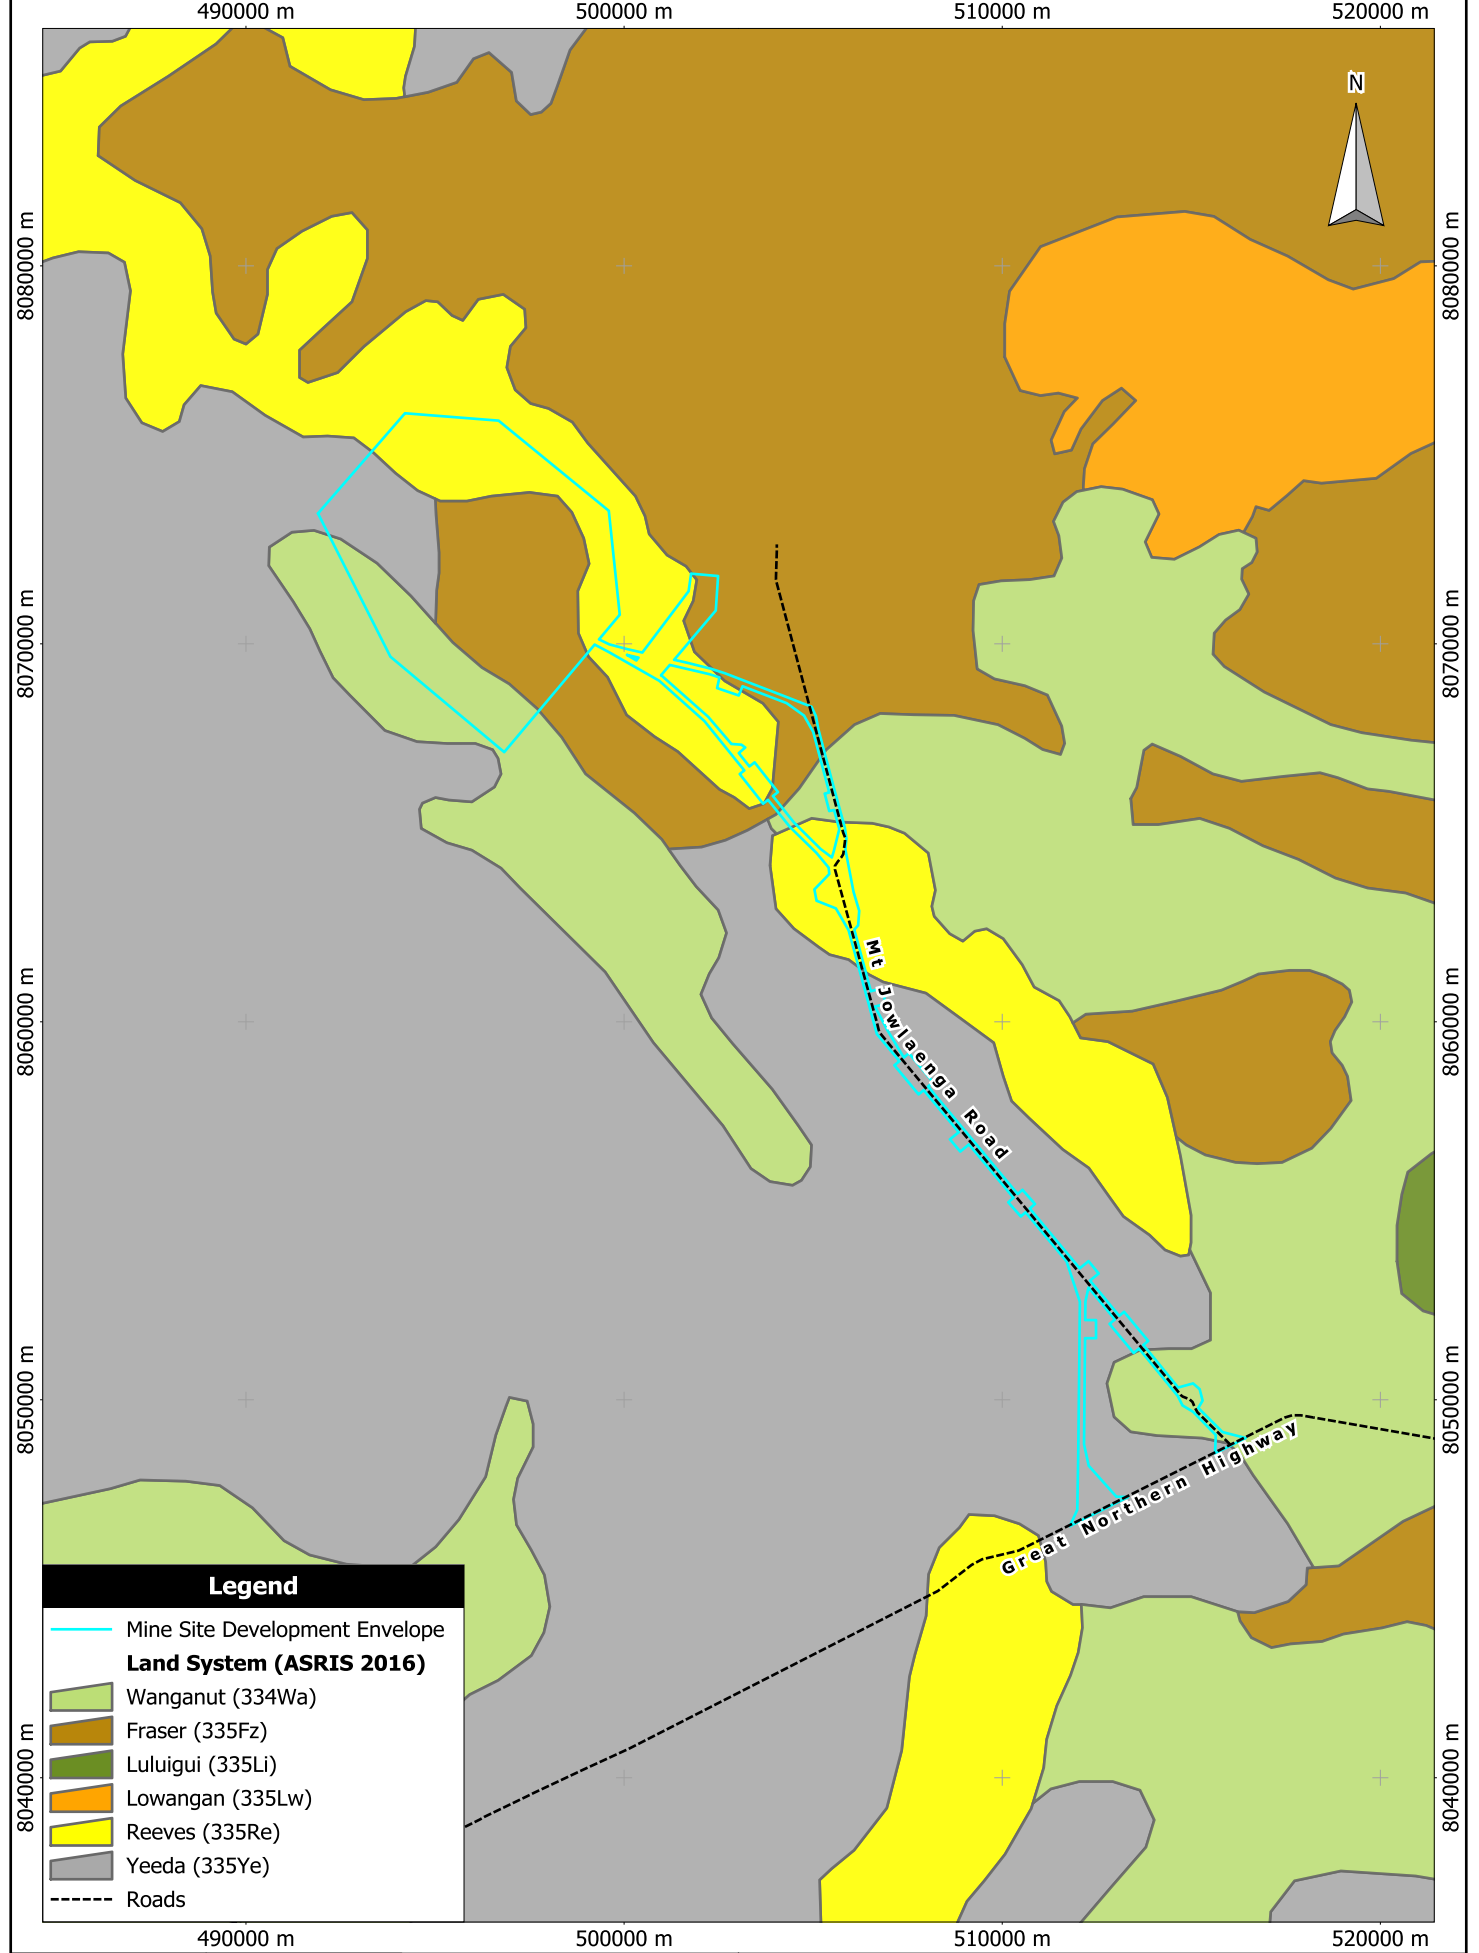 490000 m
500000 m
510000 m
520000 m
N
8080000 m
8080000 m
8070000 m
8070000 m
Mt Jowlaenga Road
8060000 m
8060000 m
8050000 m
8050000 m
Great Northern Highway
Legend
Mine Site Development Envelope
Land System (ASRIS 2016)
Wanganut (334Wa)
Fraser (335Fz)
Luluigui (335Li)
Lowangan (335Lw)
Reeves (335Re)
Yeeda (335Ye)
Roads
8040000 m
8040000 m
490000 m
500000 m
510000 m
520000 m